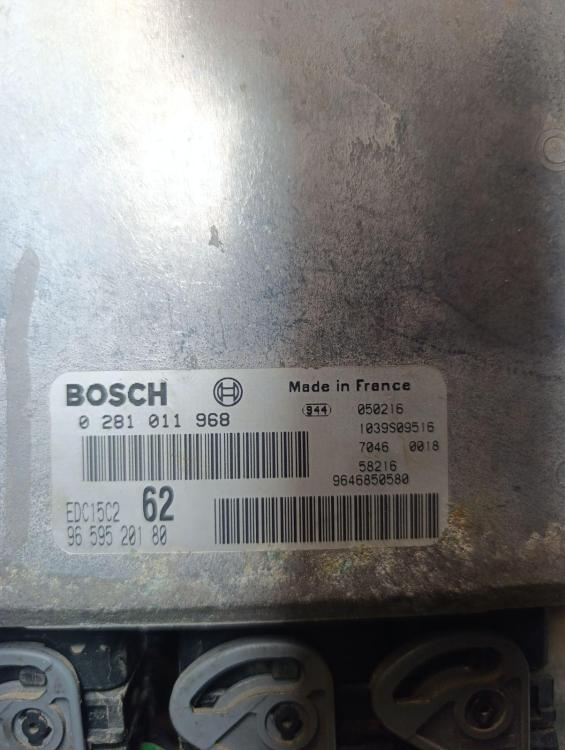 BOSCH Made in France
0 281 011 968 944 050216
1039S09516
7046 0018
58216
9646850580
EDC15C2 62
96 595 201 80